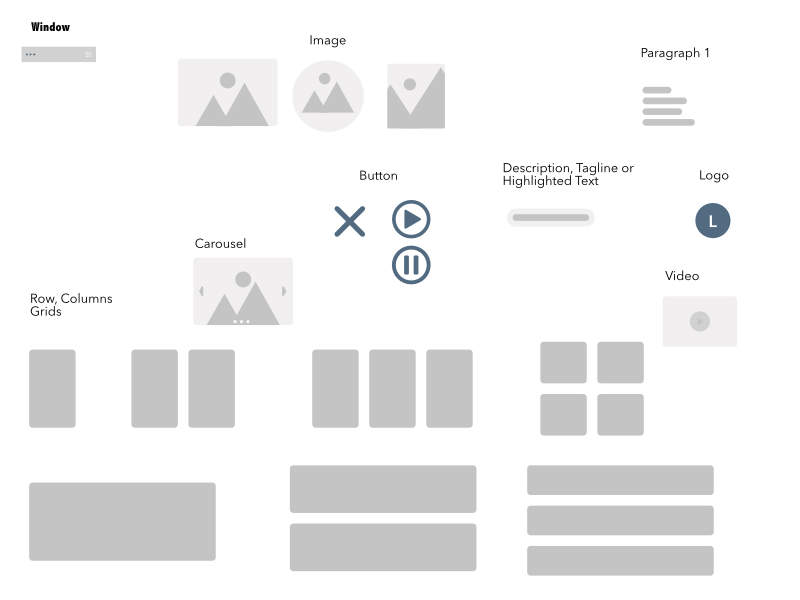 Window
Image
Paragraph 1
Description, Tagline or
Highlighted Text
Button
Logo
L
Carousel
Video
Row, Columns
Grids